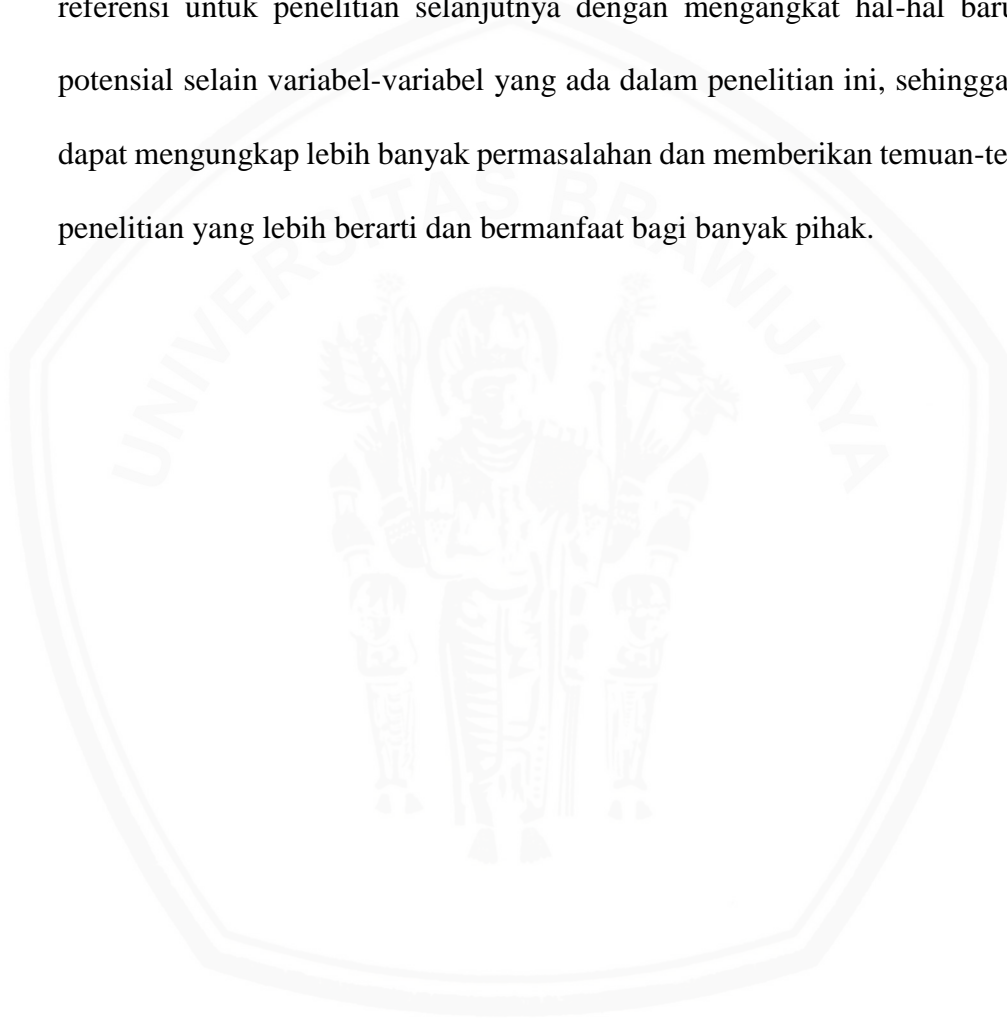 referensi untuk penelitian selanjutnya dengan mengangkat hal-hal baru
potensial selain variabel-variabel yang ada dalam penelitian ini, sehingga
dapat mengungkap lebih banyak permasalahan dan memberikan temuan-te
penelitian yang lebih berarti dan bermanfaat bagi banyak pihak.
UNIVERSITAS BRAWIJAYA